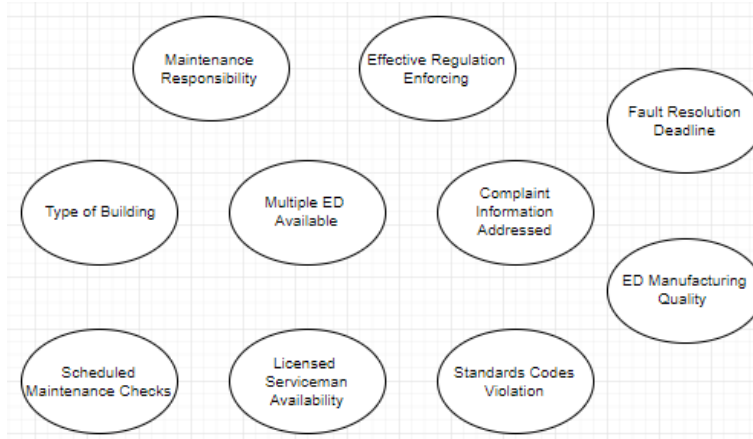 Maintenance
Responsibility
Effective Regulation
Enforcing
Fault Resolution
Deadline
Type of Building
Multiple ED
Available
Complaint
Information
Addressed
ED Manufacturing
Quality
Scheduled
Maintenance Checks
Licensed
Serviceman
Availability
Standards Codes
Violation